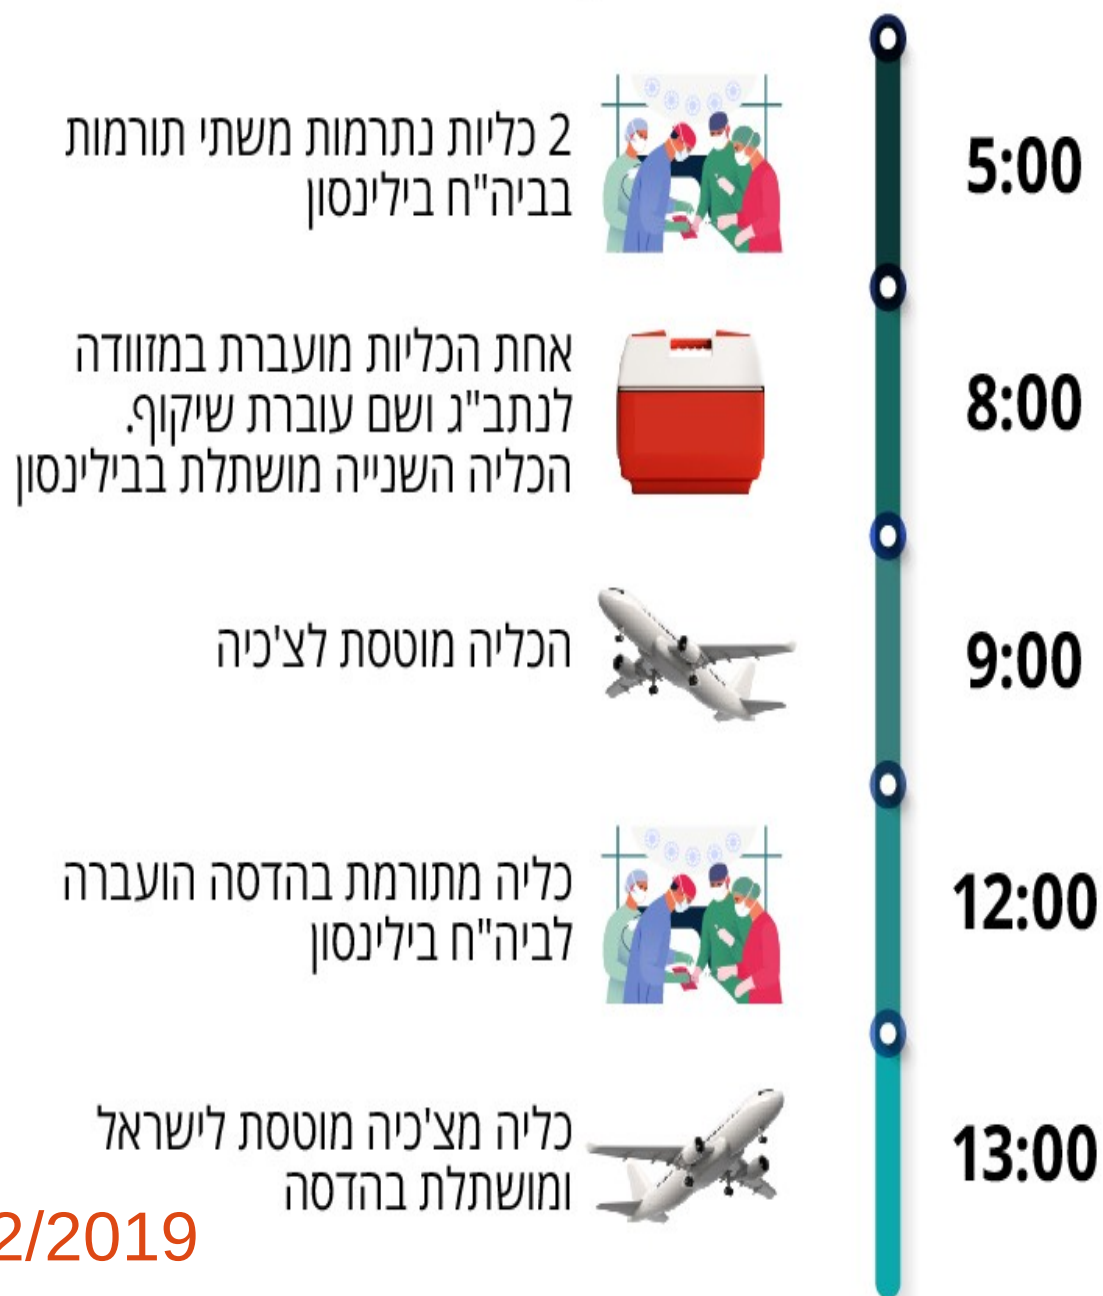 5:00
2 כליות נתרמות משתי תורמות
בביה"ח בילינסון
8:00
אחת הכליות מועברת במזוודה
לנתב"ג ושם עוברת שיקוף.
הכליה השנייה מושתלת בבילינסון
9:00
הכליה מוטסת לצ'כיה
12:00
כליה מתורמת בהדסה הועברה
לביה"ח בילינסון
13:00
כליה מצ'כיה מוטסת לישראל
ומושתלת בהדסה
2/2019